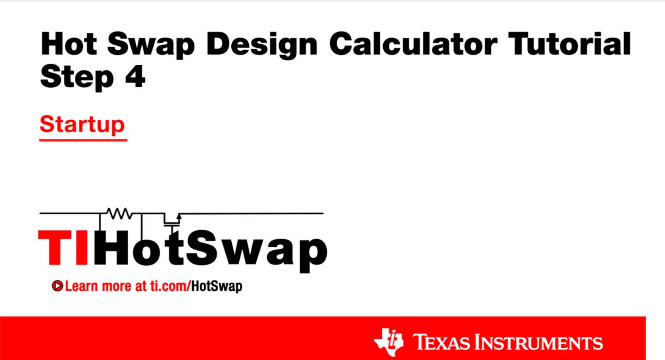 Hot Swap Design Calculator Tutorial
Step 4
Startup
TIHotSwap
Learn more at ti.com/HotSwap
TEXAS INSTRUMENTS